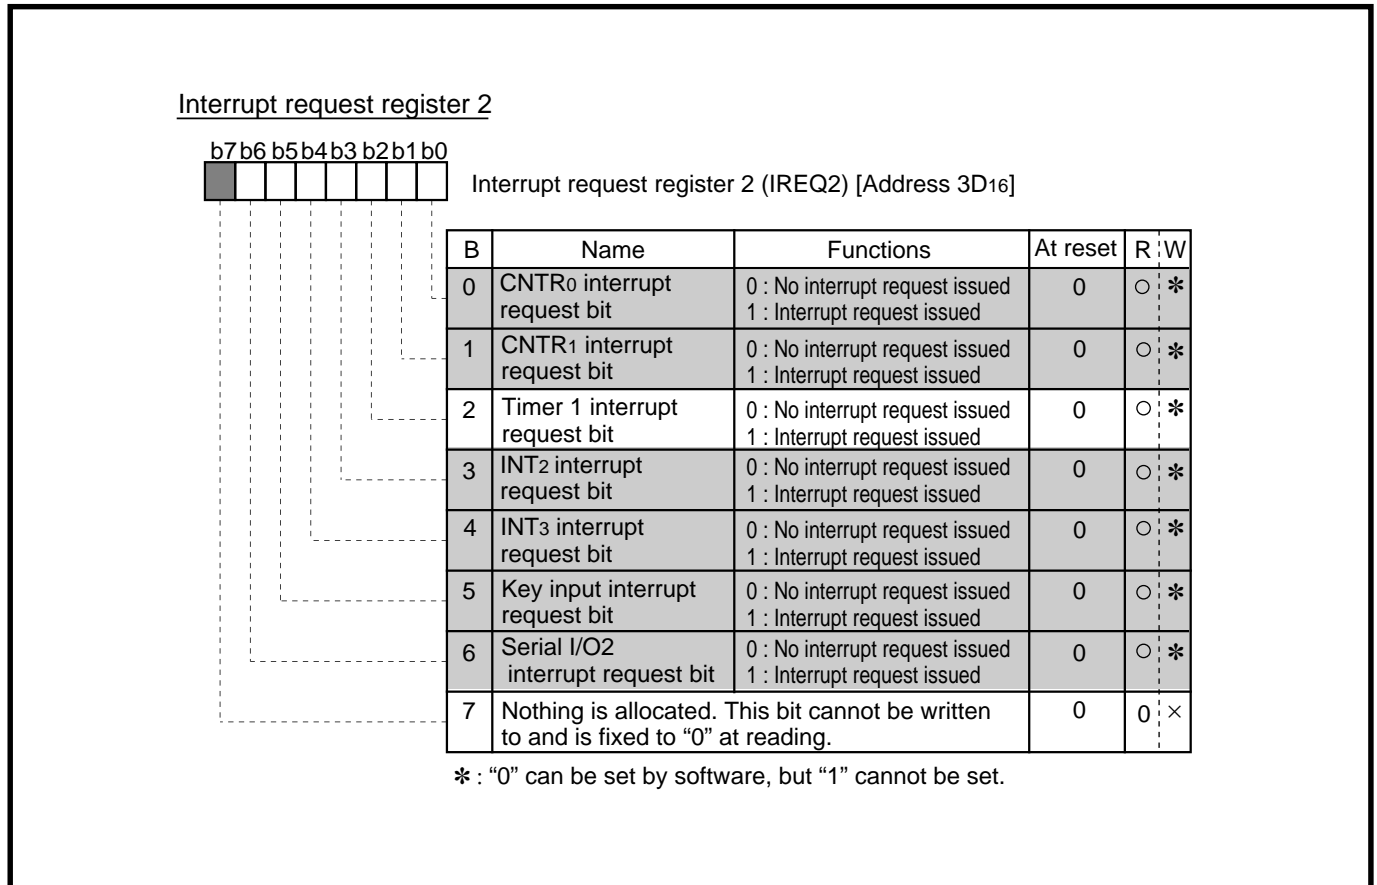 Interrupt request register 2
b7 b6 b5 b4 b3 b2 b1 b0
Interrupt request register 2 (IREQ2) [Address 3D16]
B Name Functions At reset R W
0 CNTR0 interrupt request bit 0 : No interrupt request issued 1 : Interrupt request issued 0 ○ ✻
1 CNTR1 interrupt request bit 0 : No interrupt request issued 1 : Interrupt request issued 0 ○ ✻
2 Timer 1 interrupt request bit 0 : No interrupt request issued 1 : Interrupt request issued 0 ○ ✻
3 INT2 interrupt request bit 0 : No interrupt request issued 1 : Interrupt request issued 0 ○ ✻
4 INT3 interrupt request bit 0 : No interrupt request issued 1 : Interrupt request issued 0 ○ ✻
5 Key input interrupt request bit 0 : No interrupt request issued 1 : Interrupt request issued 0 ○ ✻
6 Serial I/O2 interrupt request bit 0 : No interrupt request issued 1 : Interrupt request issued 0 ○ ✻
7 Nothing is allocated. This bit cannot be written to and is fixed to “0” at reading. 0 0 ×
✻ : “0” can be set by software, but “1” cannot be set.